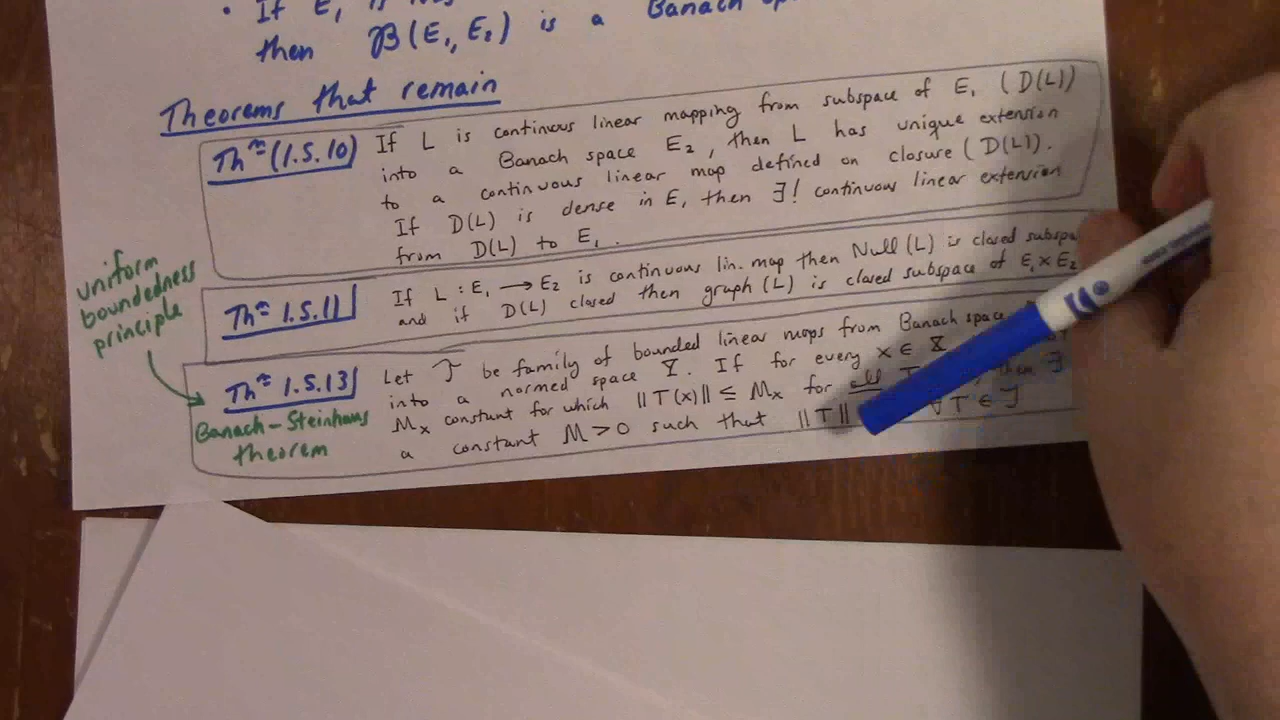 • If E₁ is
then 𝓑(E₁, E₂) is a Banach
Theorems that remain
Thᵐ (1.5.10)
If L is continuous linear mapping from subspace of E₁ (D(L))
into a Banach space E₂, then L has unique extension
to a continuous linear map defined on closure (D(L).
If D(L) is dense in E, then ∃! continuous linear extension
from D(L) to E₁.
uniform
boundedness
principle
Thᵐ 1.5.11
If L : E₁ → E₂ is continuous lin. map then Null (L) is closed
and if D(L) closed then graph (L) is closed subspace of E₁ × E₂
Thᵐ 1.5.13
Banach-Steinhaus
theorem
Let 𝒯 be family of bounded linear maps from Banach space
into a normed space Y. If for every x ∈ X
Mₓ constant for which ||T(x)|| ≤ Mₓ for all then ∃
a constant M > 0 such that ||T|| ∀ T ∈ 𝒯